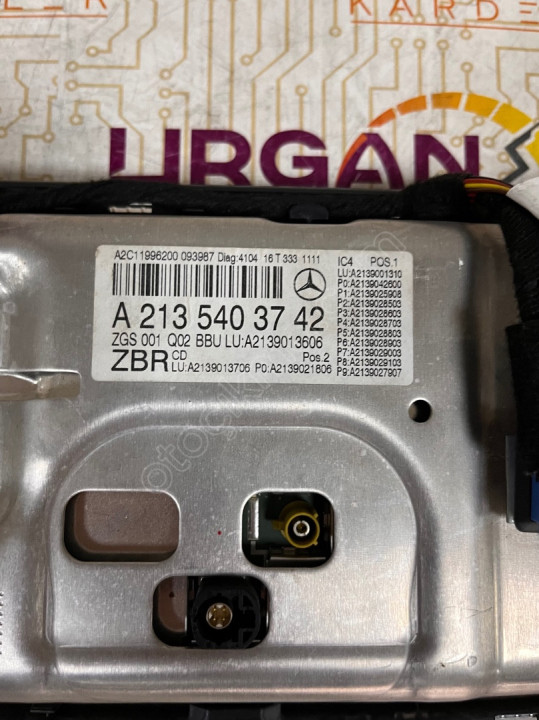 KARDE
URGAN
A2C11996200 093987 Diag:4104 16 T 333 1111
A 213 540 37 42
ZGS 001 Q02 BBU LU:A2139013606
ZBR CD Pos.2
LU:A2139013706 P0:A2139021806
IC4 POS.1
LU:A2139001310
P0:A2139042600
P1:A2139025908
P2:A2139028503
P3:A2139028603
P4:A2139028703
P5:A2139028803
P6:A2139028903
P7:A2139029003
P8:A2139029103
P9:A2139027907